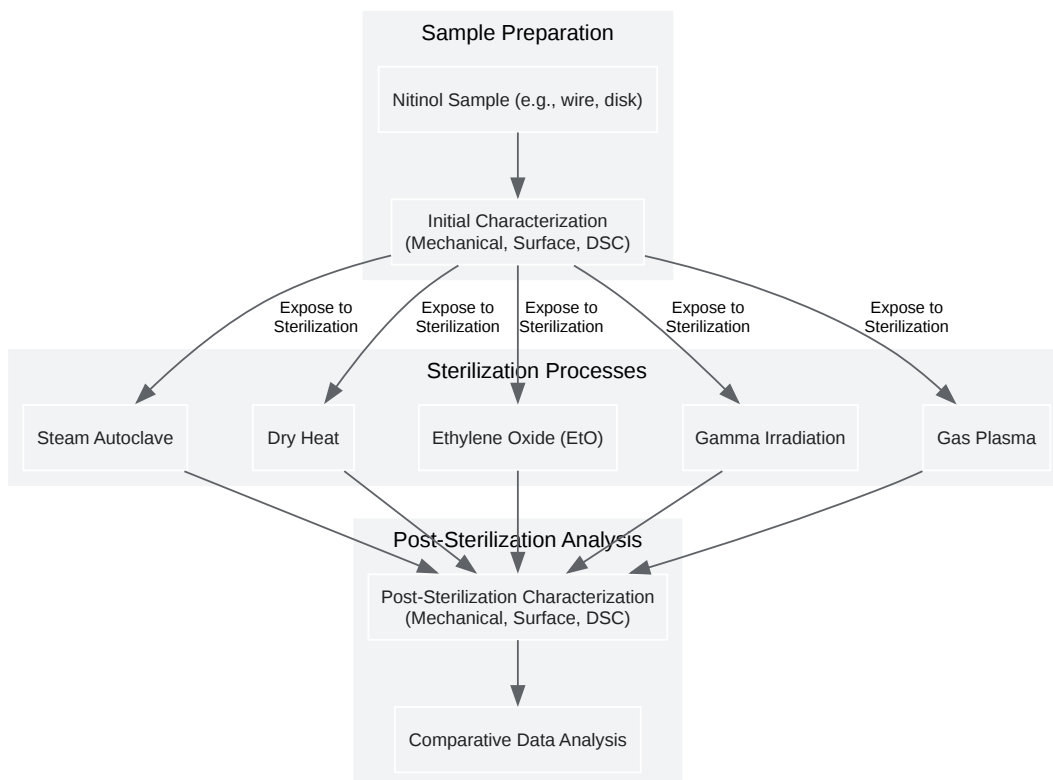 Sample Preparation
Nitinol Sample (e.g., wire, disk)
Initial Characterization
(Mechanical, Surface, DSC)
Expose to
Sterilization
Expose to
Sterilization
Expose to
Sterilization
Expose to
Sterilization
Expose to
Sterilization
Sterilization Processes
Steam Autoclave
Dry Heat
Ethylene Oxide (EtO)
Gamma Irradiation
Gas Plasma
Post-Sterilization Analysis
Post-Sterilization Characterization
(Mechanical, Surface, DSC)
Comparative Data Analysis